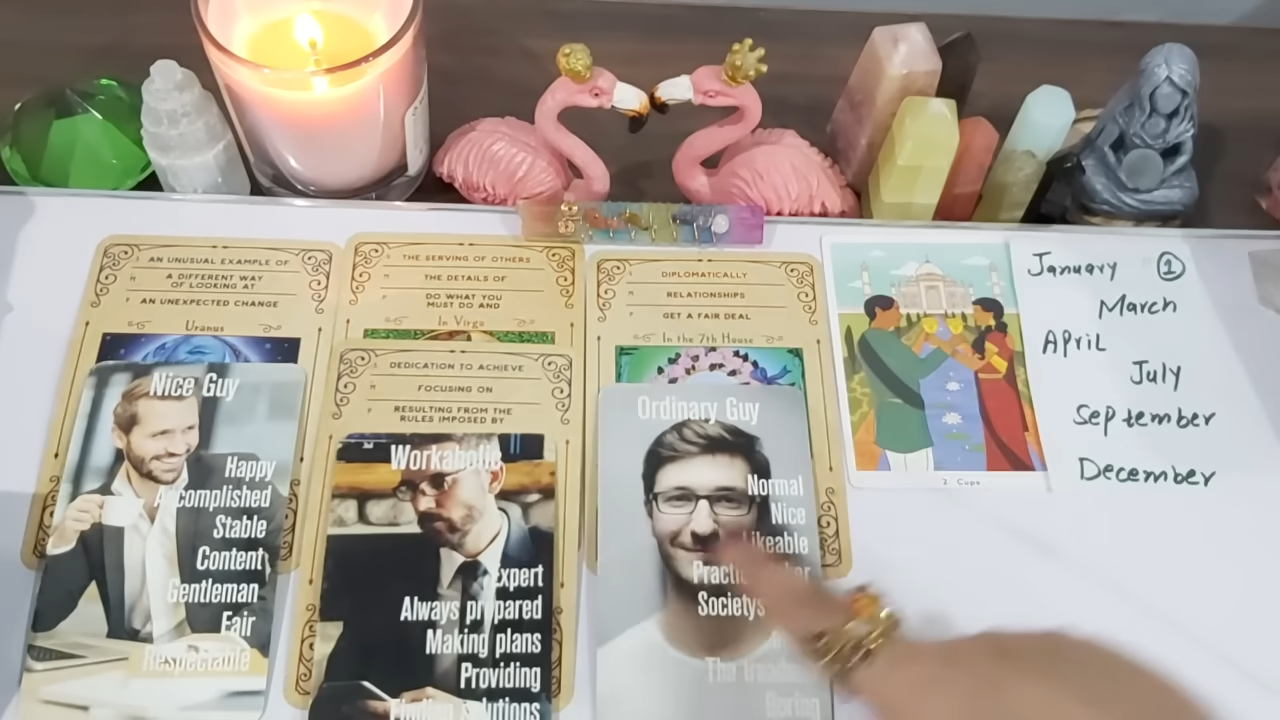 AN UNUSUAL EXAMPLE OF
A DIFFERENT WAY
OF LOOKING AT
AN UNEXPECTED CHANGE
Uranus
Nice Guy
Happy
Accomplished
Stable
Content
Gentleman
Fair
Respectable
THE SERVING OF OTHERS
THE DETAILS OF
DO WHAT YOU
MUST DO AND
In Virgo
DEDICATION TO ACHIEVE
FOCUSING ON
RESULTING FROM THE
RULES IMPOSED BY
Workaholic
Expert
Always prepared
Making plans
Providing
Finding solutions
DIPLOMATICALLY
RELATIONSHIPS
GET A FAIR DEAL
In the 7th House
Ordinary Guy
Normal
Nice
Likeable
Societys
Boring
2 Cups
January ①
March
April
July
September
December